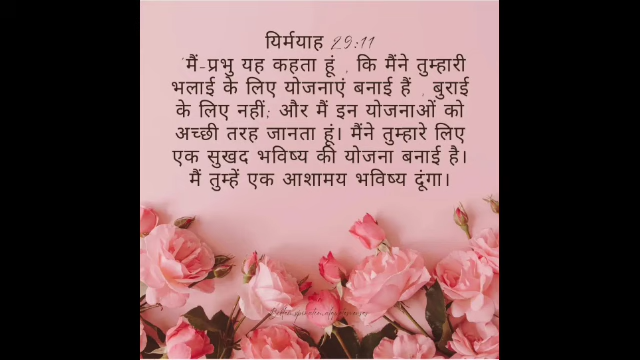 यिर्मयाह 29:11
"मैं-प्रभु यह कहता हूं , कि मैंने तुम्हारी
भलाई के लिए योजनाएं बनाई हैं , बुराई
के लिए नहीं; और मैं इन योजनाओं को
अच्छी तरह जानता हूं। मैंने तुम्हारे लिए
एक सुखद भविष्य की योजना बनाई है।
मैं तुम्हें एक आशामय भविष्य दूंगा।